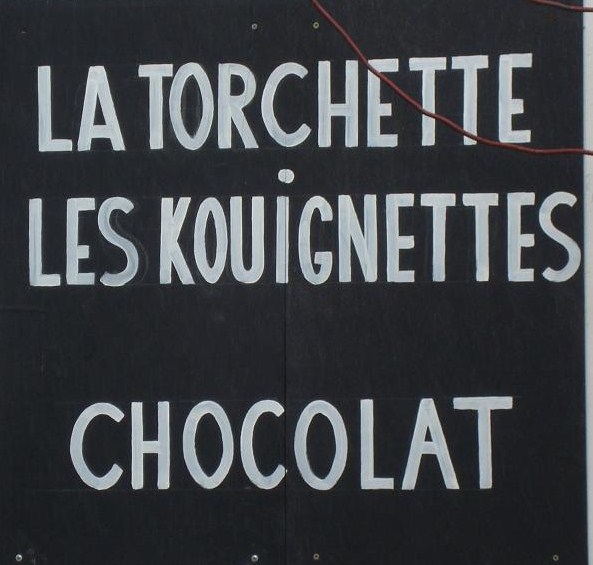 LA TORCHETTE
LES KOUiGNETTES
CHOCOLAT